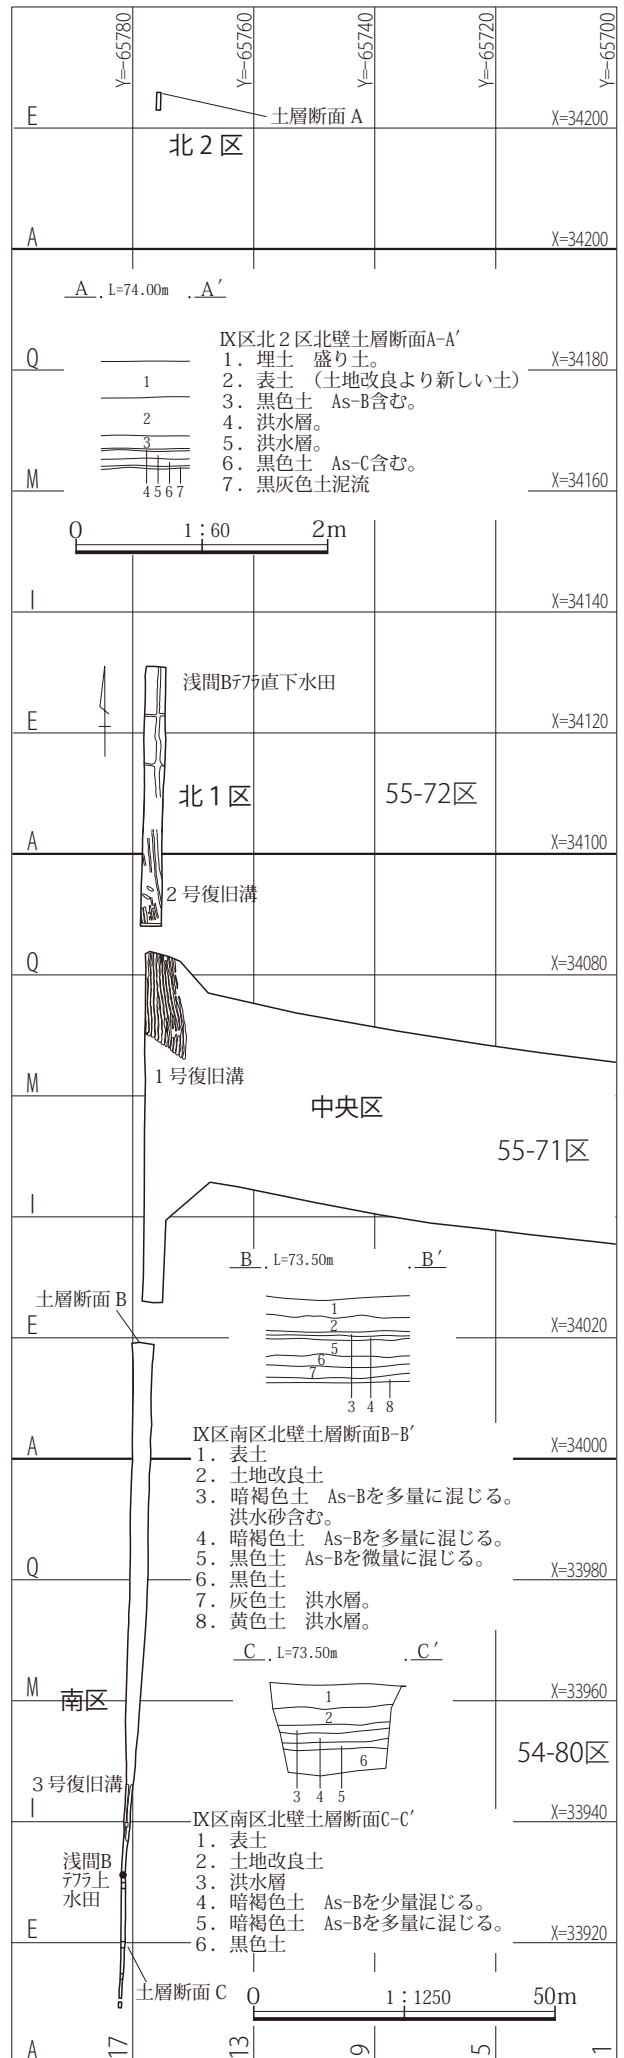 Y=-65780
Y=-65760
Y=-65740
Y=-65720
Y=-65700
土層断面 A
E
X=34200
北２区
A
X=34200
A . L=74.00m . A′
Ⅸ区北２区北壁土層断面A-A′
1. 埋土　盛り土。
2. 表土　（土地改良より新しい土）
3. 黒色土　As-B含む。
4. 洪水層。
5. 洪水層。
6. 黒色土　As-C含む。
7. 黒灰色土泥流
Q
X=34180
1
2
3
4 5 6 7
M
X=34160
0　1：60　2m
I
X=34140
浅間Bﾃﾌﾗ直下水田
E
X=34120
北１区
55-72区
A
X=34100
２号復旧溝
Q
X=34080
１号復旧溝
M
中央区
55-71区
I
B . L=73.50m . B′
土層断面 B
1
2
5
6
7
3 4 8
E
X=34020
Ⅸ区南区北壁土層断面B-B′
1. 表土
2. 土地改良土
3. 暗褐色土　As-Bを多量に混じる。
洪水砂含む。
4. 暗褐色土　As-Bを多量に混じる。
5. 黒色土　As-Bを微量に混じる。
6. 黒色土
7. 灰色土　洪水層。
8. 黄色土　洪水層。
A
X=34000
Q
X=33980
C . L=73.50m . C′
1
2
6
3 4 5
M
南区
X=33960
54-80区
３号復旧溝
I
X=33940
Ⅸ区南区北壁土層断面C-C′
1. 表土
2. 土地改良土
3. 洪水層
4. 暗褐色土　As-Bを少量混じる。
5. 暗褐色土　As-Bを多量に混じる。
6. 黒色土
浅間B
ﾃﾌﾗ上
水田
E
X=33920
土層断面 C
0　1：1250　50m
A
17
13
9
5
1